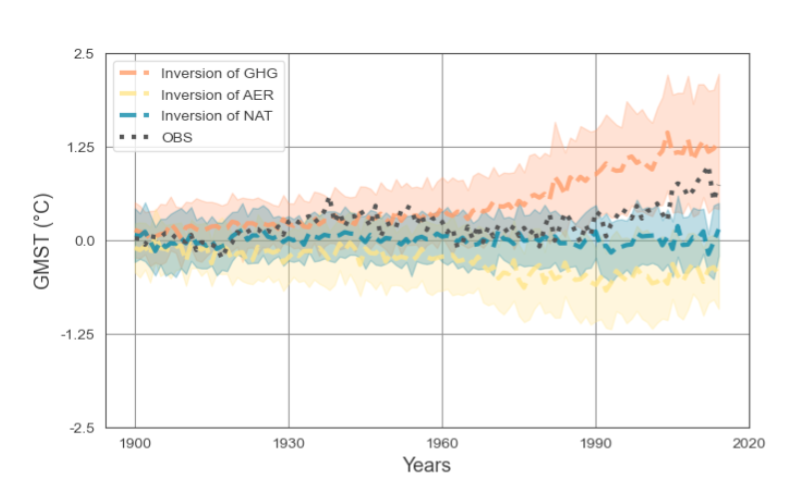 2.5
Inversion of GHG
Inversion of AER
Inversion of NAT
OBS
1.25
0.0
-1.25
-2.5
GMST (°C)
1900 1930 1960 1990 2020
Years